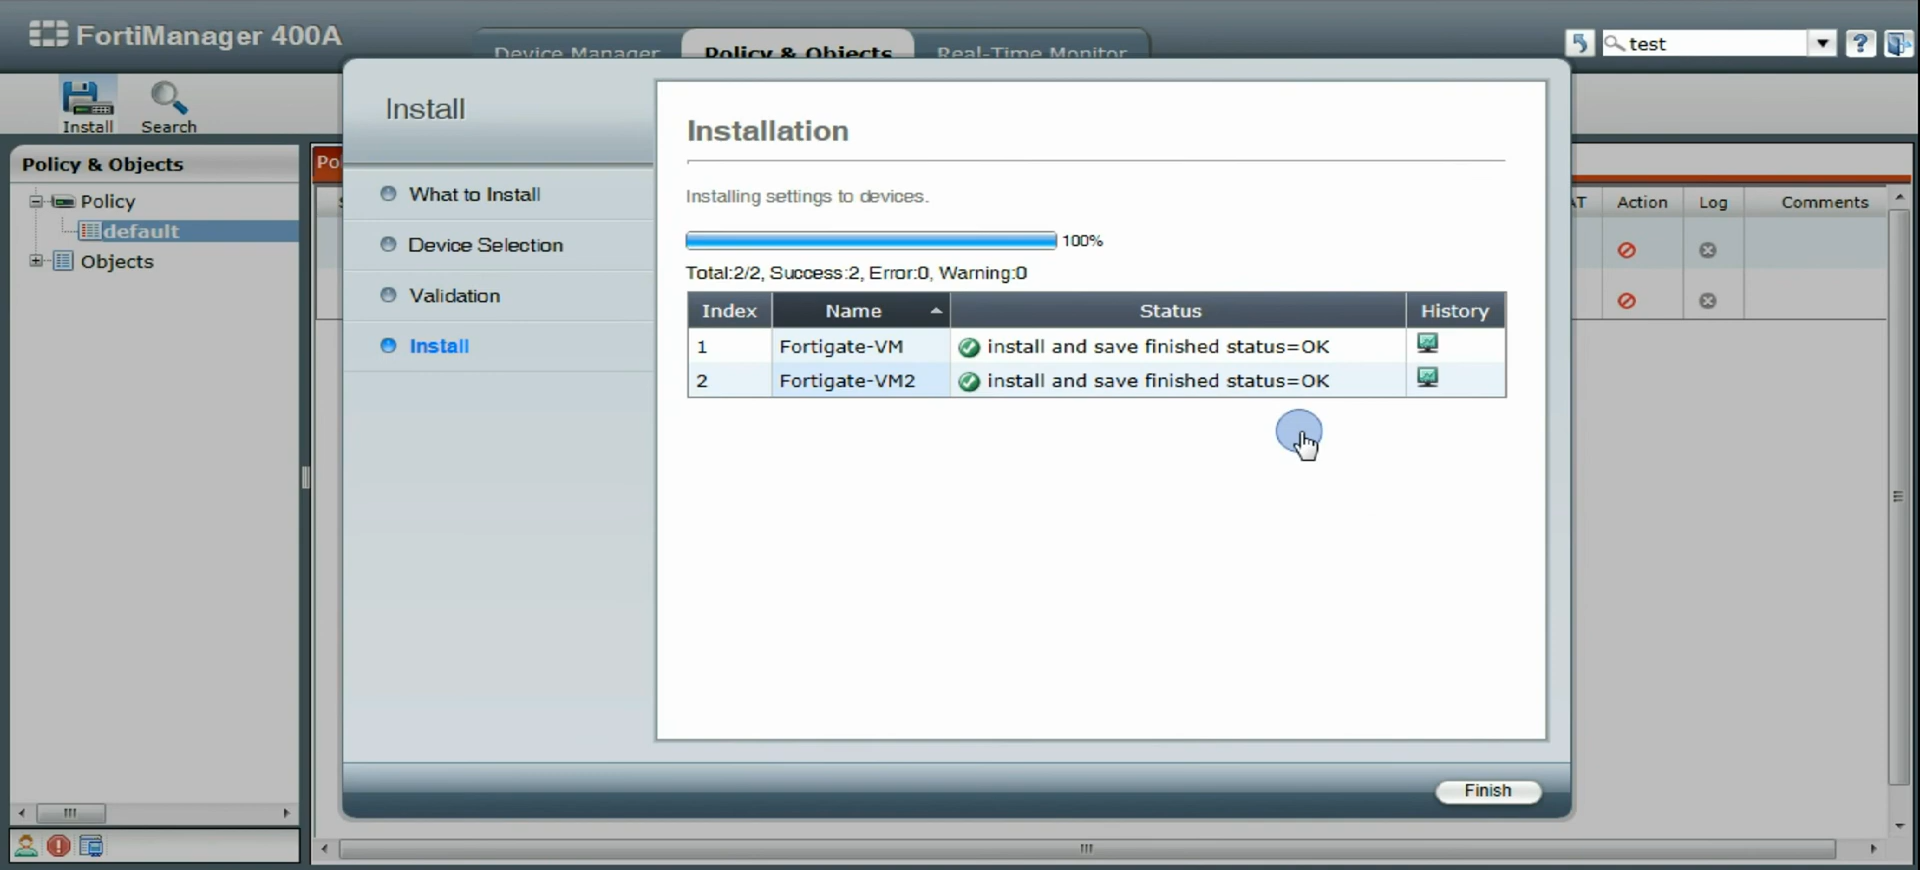 FortiManager 400A
Device Manager
Policy & Objects
Real-Time Monitor
test
?
Install
Search
Policy & Objects
Policy
default
Objects
Po
Install
What to Install
Device Selection
Validation
Install
Installation
Installing settings to devices.
100%
Total:2/2, Success:2, Error:0, Warning:0
Index Name Status History
1 Fortigate-VM install and save finished status=OK
2 Fortigate-VM2 install and save finished status=OK
Finish
AT Action Log Comments